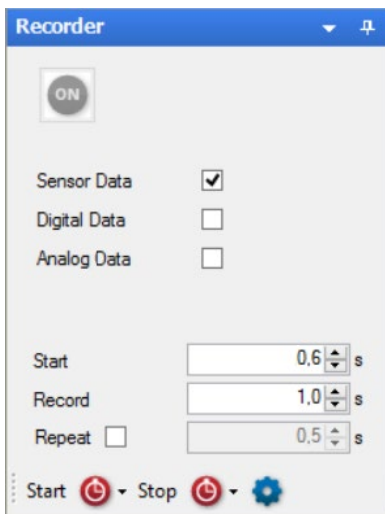 Recorder
ON
Sensor Data
Digital Data
Analog Data
Start 0,6 s
Record 1,0 s
Repeat 0,5 s
Start Stop